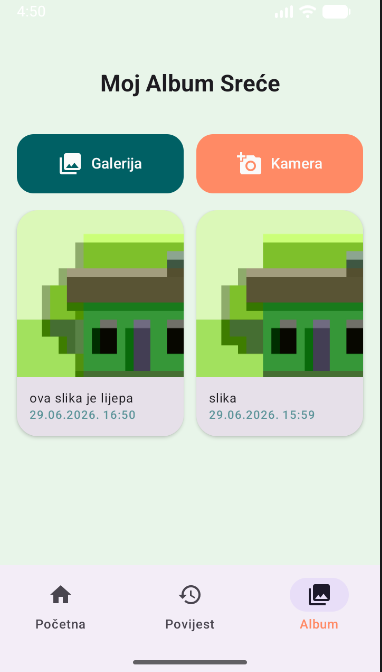 4:50
Moj Album Sreće
Galerija
Kamera
ova slika je lijepa
29.06.2026. 16:50
slika
29.06.2026. 15:59
Početna
Povijest
Album